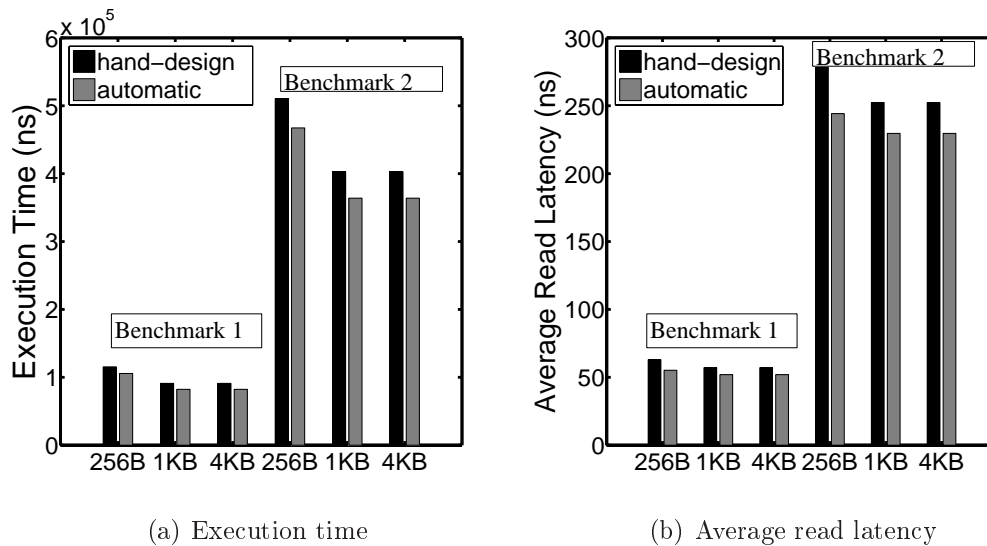 6 x 10^5
hand-design
automatic
Benchmark 2
Benchmark 1
Execution Time (ns)
5
4
3
2
1
0
256B 1KB 4KB 256B 1KB 4KB
(a) Execution time
300
hand-design
automatic
Benchmark 2
Benchmark 1
Average Read Latency (ns)
250
200
150
100
50
0
256B 1KB 4KB 256B 1KB 4KB
(b) Average read latency